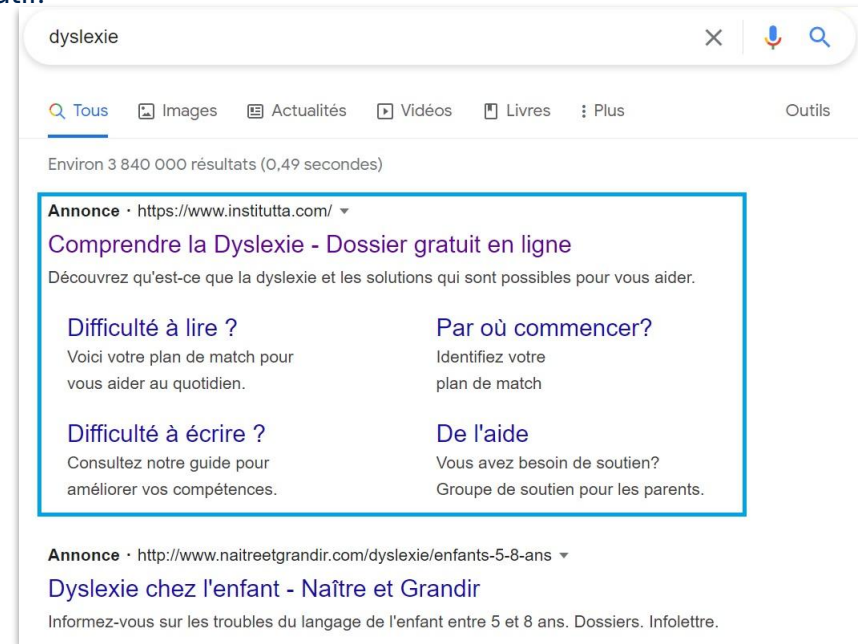 dyslexie
Tous Images Actualités Vidéos Livres Plus Outils
Environ 3 840 000 résultats (0,49 secondes)
Annonce · https://www.institutta.com/
Comprendre la Dyslexie - Dossier gratuit en ligne
Découvrez qu'est-ce que la dyslexie et les solutions qui sont possibles pour vous aider.
Difficulté à lire ?
Voici votre plan de match pour
vous aider au quotidien.
Par où commencer?
Identifiez votre
plan de match
Difficulté à écrire ?
Consultez notre guide pour
améliorer vos compétences.
De l'aide
Vous avez besoin de soutien?
Groupe de soutien pour les parents.
Annonce · http://www.naitreetgrandir.com/dyslexie/enfants-5-8-ans
Dyslexie chez l'enfant - Naître et Grandir
Informez-vous sur les troubles du langage de l'enfant entre 5 et 8 ans. Dossiers. Infolettre.